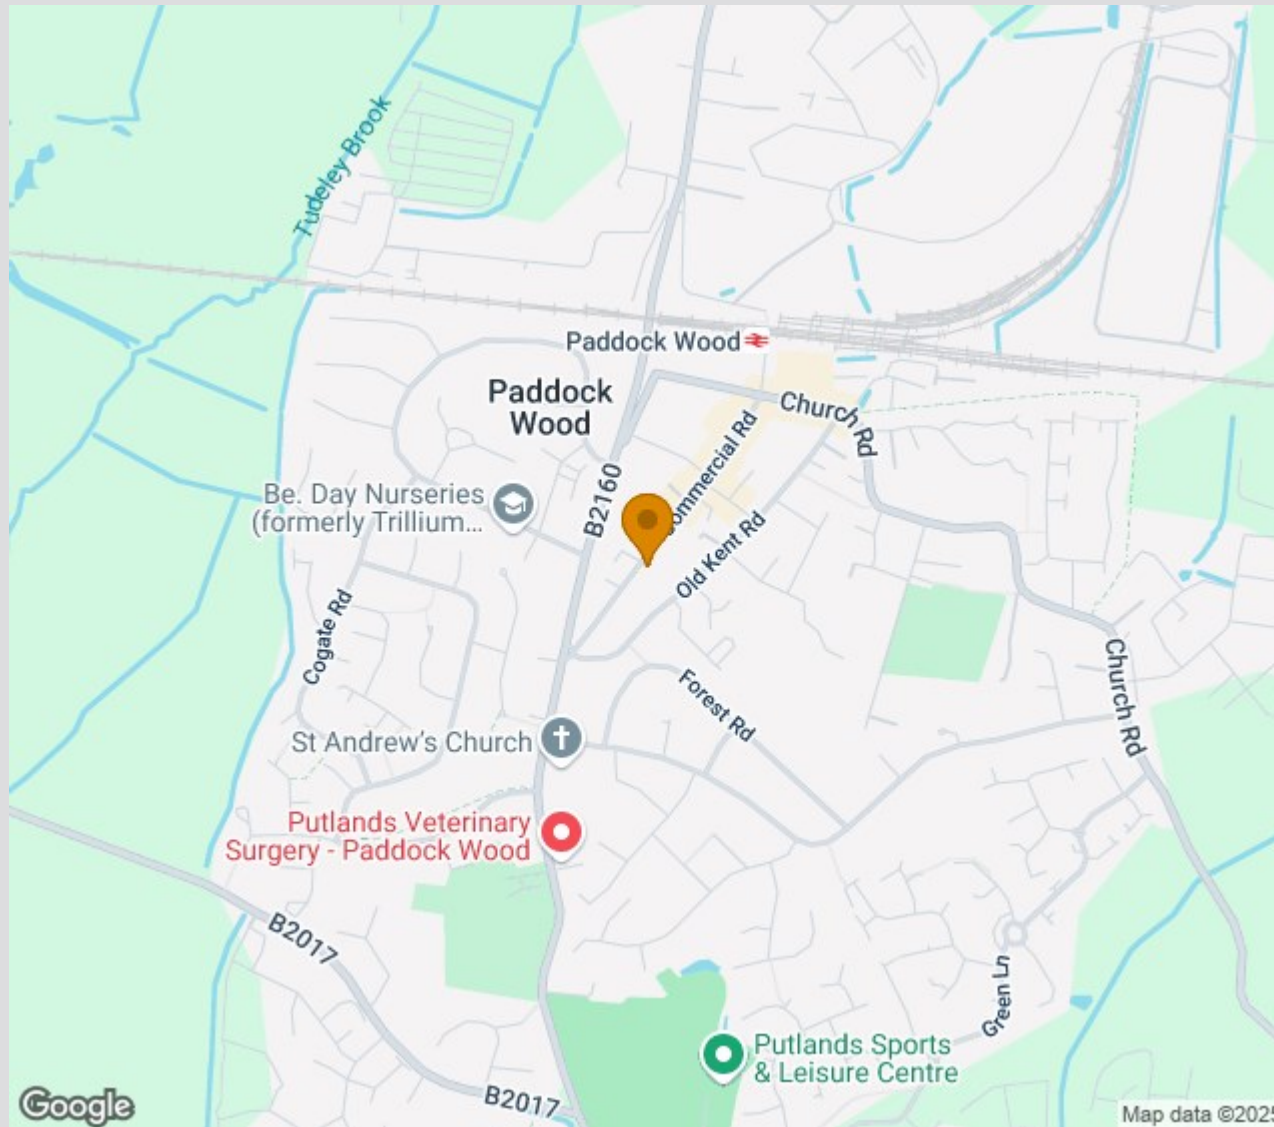 Tudeley Brook
Paddock Wood
Paddock
Wood
Church Rd
Commercial Rd
B2160
Be. Day Nurseries
(formerly Trillium...
Old Kent Rd
Cogate Rd
Forest Rd
Church Rd
St Andrew's Church
Putlands Veterinary
Surgery - Paddock Wood
B2017
Green Ln
Putlands Sports
& Leisure Centre
B2017
Google
Map data ©2025